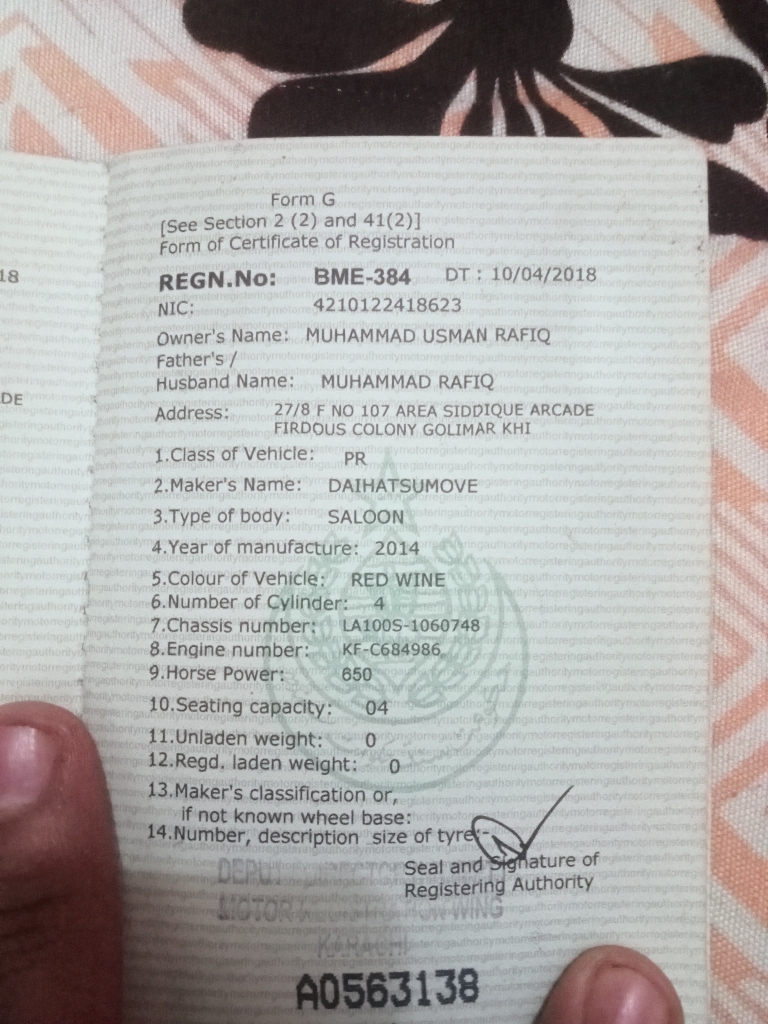 18
DE
Form G
[See Section 2 (2) and 41(2)]
Form of Certificate of Registration
REGN.No: BME-384 DT : 10/04/2018
NIC: 4210122418623
Owner's Name: MUHAMMAD USMAN RAFIQ
Father's /
Husband Name: MUHAMMAD RAFIQ
Address: 27/8 F NO 107 AREA SIDDIQUE ARCADE
FIRDOUS COLONY GOLIMAR KHI
1.Class of Vehicle: PR
2.Maker's Name: DAIHATSUMOVE
3.Type of body: SALOON
4.Year of manufacture: 2014
5.Colour of Vehicle: RED WINE
6.Number of Cylinder: 4
7.Chassis number: LA100S-1060748
8.Engine number: KF-C684986
9.Horse Power: 650
10.Seating capacity: 04
11.Unladen weight: 0
12.Regd. laden weight: 0
13.Maker's classification or,
if not known wheel base:
14.Number, description size of tyre:-
Seal and Signature of
Registering Authority
MOTOR WING
KARACHI
A0563138